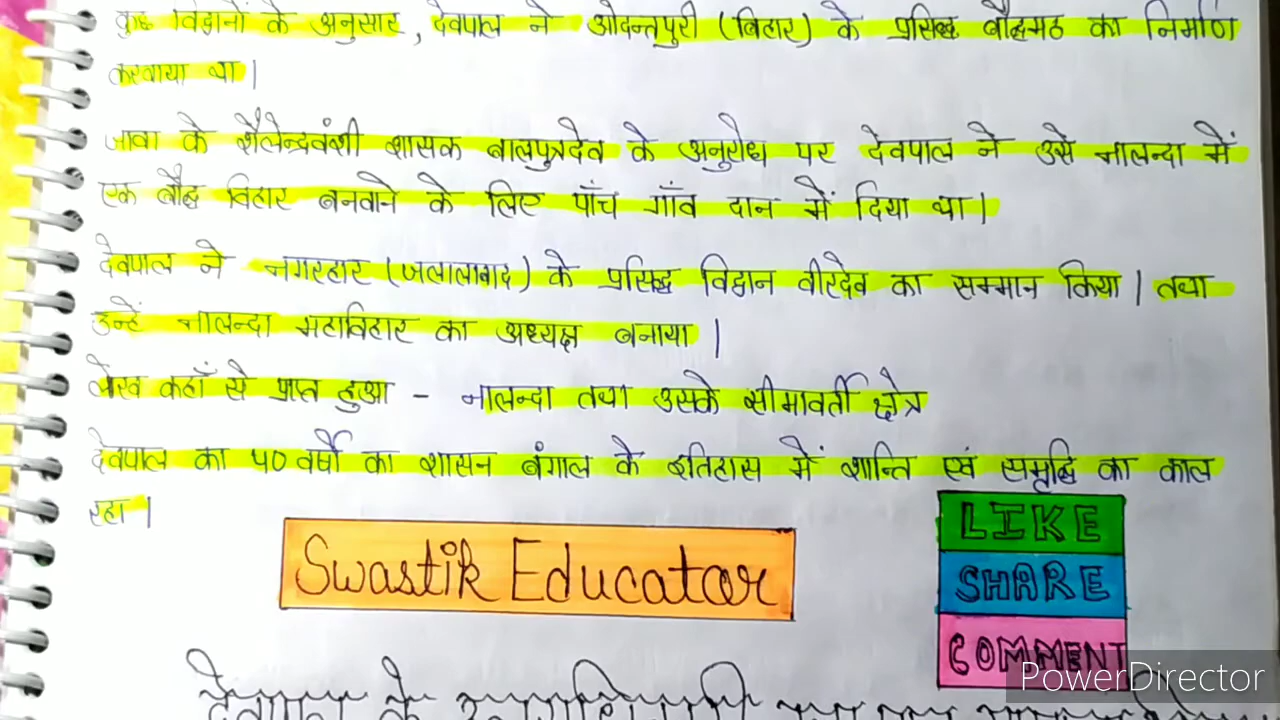 कुछ विद्वानों के अनुसार, देवपाल ने ओदन्तपुरी (बिहार) के प्रसिद्ध बौद्धमठ का निर्माण
करवाया था।
जावा के शैलेन्द्रवंशी शासक बालपुत्रदेव के अनुरोध पर देवपाल ने उसे नालन्दा में
एक बौद्ध विहार बनवाने के लिए पाँच गाँव दान में दिया था।
देवपाल ने नगरहार (जलालाबाद) के प्रसिद्ध विद्वान वीरदेव का सम्मान किया। तथा
उन्हें नालन्दा महाविहार का अध्यक्ष बनाया।
लेख कहाँ से प्राप्त हुआ - नालन्दा तथा उसके सीमावर्ती क्षेत्र
देवपाल का 40 वर्षों का शासन बंगाल के इतिहास में शान्ति एवं समृद्धि का काल
रहा।
Swastik Educator
LIKE
SHARE
COMMENT
PowerDirector
देवपाल के